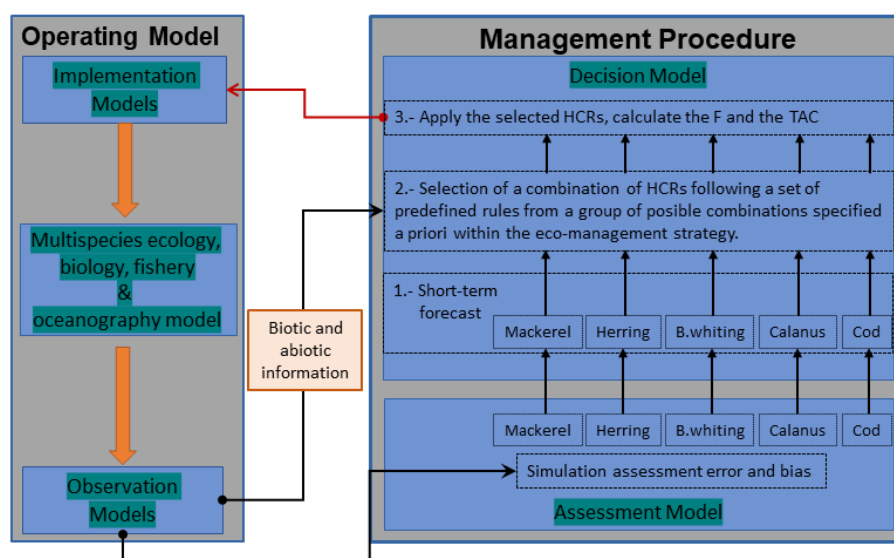 Operating Model
Implementation
Models
Multispecies ecology,
biology, fishery
&
oceanography model
Observation
Models
Biotic and
abiotic
information
Management Procedure
Decision Model
3.- Apply the selected HCRs, calculate the F and the TAC
2.- Selection of a combination of HCRs following a set of
predefined rules from a group of posible combinations specified
a priori within the eco-management strategy.
1.- Short-term
forecast
Mackerel Herring B.whiting Calanus Cod
Mackerel Herring B.whiting Calanus Cod
Simulation assessment error and bias
Assessment Model